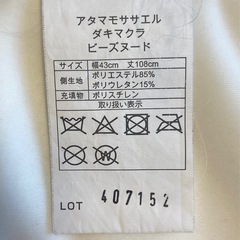 アタマモササエル
ダキマクラ
ビーズヌード
サイズ 幅43cm 丈108cm
側生地 ポリエステル85%
ポリウレタン15%
充填物 ポリスチレン
取り扱い表示
LOT 407152